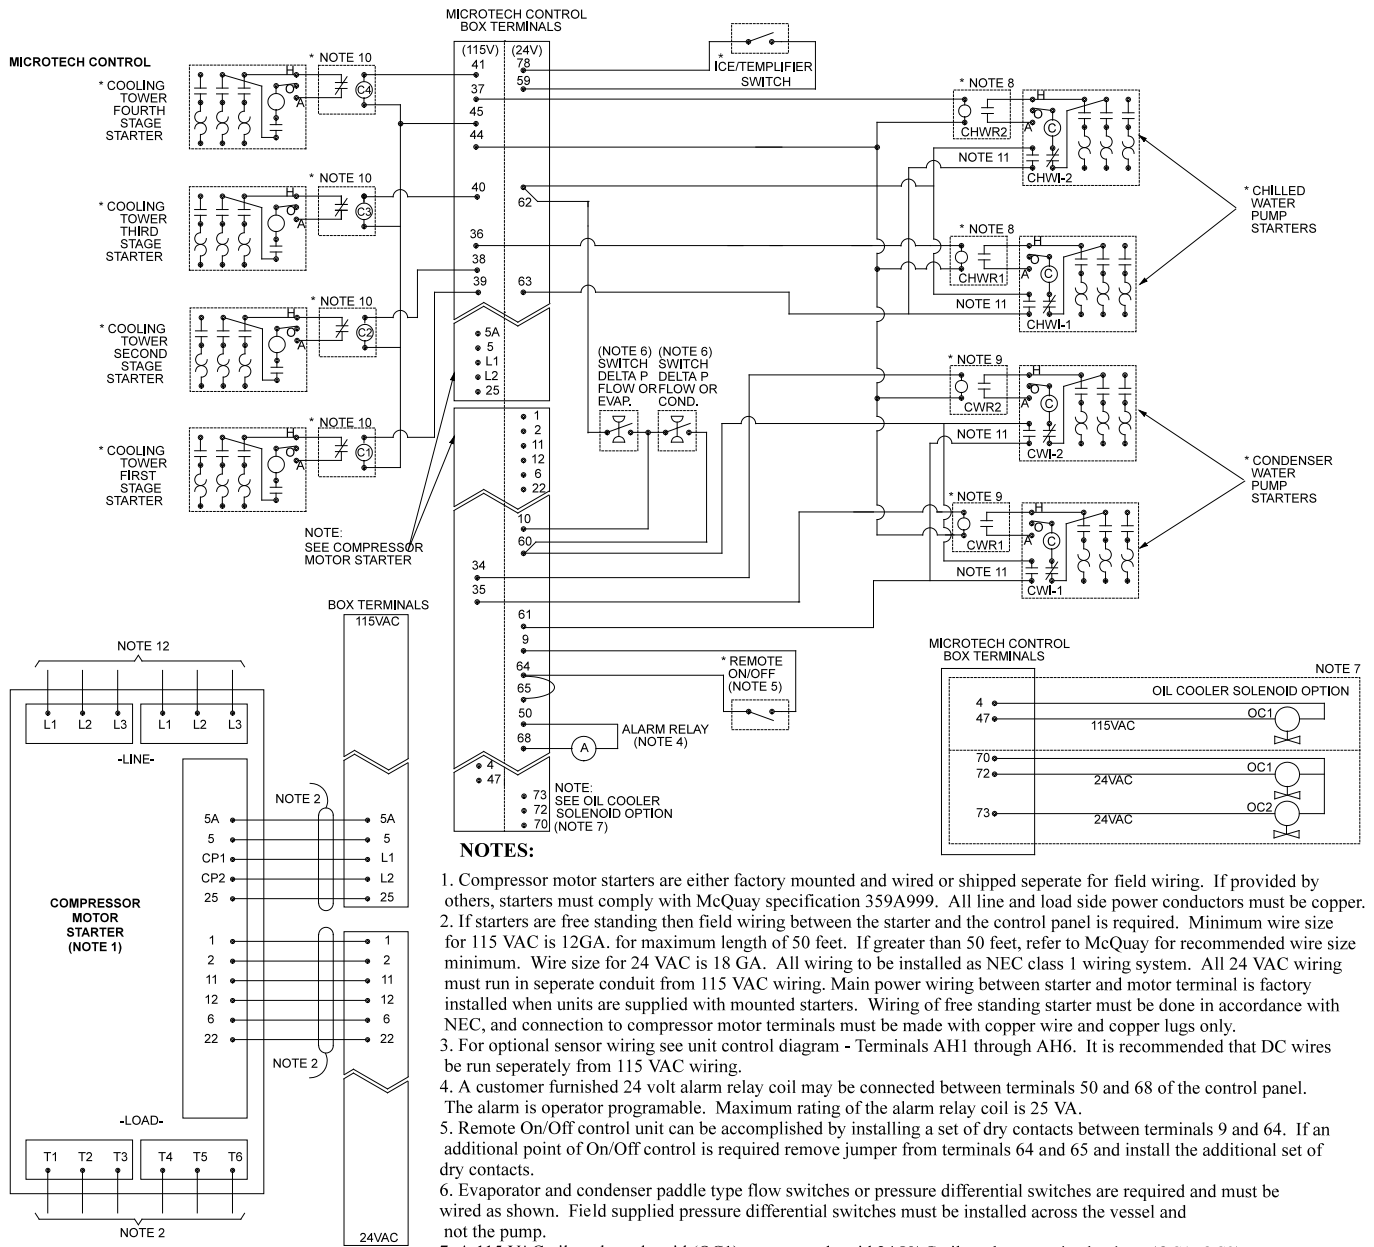 MICROTECH CONTROL
BOX TERMINALS
(115V) (24V)
MICROTECH CONTROL
* COOLING
TOWER
FOURTH
STAGE
STARTER
H
O
A
* NOTE 10
C4
* COOLING
TOWER
THIRD
STAGE
STARTER
H
O
A
* NOTE 10
C3
* COOLING
TOWER
SECOND
STAGE
STARTER
H
O
A
* NOTE 10
C2
* COOLING
TOWER
FIRST
STAGE
STARTER
H
O
A
* NOTE 10
C1
NOTE:
SEE COMPRESSOR
MOTOR STARTER
41
37
45
44
40
36
38
39
78
59
62
63
5A
5
L1
L2
25
1
2
11
12
6
22
10
60
34
35
61
9
64
65
50
68
4
47
73
72
70
*
ICE/TEMPLIFIER
SWITCH
(NOTE 6)
SWITCH
DELTA P
FLOW OR
EVAP.
(NOTE 6)
SWITCH
DELTA P
FLOW OR
COND.
* REMOTE
ON/OFF
(NOTE 5)
A
ALARM RELAY
(NOTE 4)
NOTE:
SEE OIL COOLER
SOLENOID OPTION
(NOTE 7)
* NOTE 8
CHWR2
NOTE 11
H
O
A
C
CHWI-2
* NOTE 8
CHWR1
NOTE 11
H
O
A
C
CHWI-1
* CHILLED
WATER
PUMP
STARTERS
* NOTE 9
CWR2
NOTE 11
H
O
A
C
CWI-2
* NOTE 9
CWR1
NOTE 11
H
O
A
C
CWI-1
* CONDENSER
WATER
PUMP
STARTERS
MICROTECH CONTROL
BOX TERMINALS
NOTE 7
OIL COOLER SOLENOID OPTION
4
47
115VAC
OC1
70
72
24VAC
OC1
73
24VAC
OC2
NOTE 12
L1 L2 L3 L1 L2 L3
-LINE-
COMPRESSOR
MOTOR
STARTER
(NOTE 1)
5A
5
CP1
CP2
25
1
2
11
12
6
22
-LOAD-
T1 T2 T3 T4 T5 T6
NOTE 2
NOTE 2
NOTE 2
BOX TERMINALS
115VAC
5A
5
L1
L2
25
1
2
11
12
6
22
24VAC
NOTES:
1. Compressor motor starters are either factory mounted and wired or shipped seperate for field wiring. If provided by
others, starters must comply with McQuay specification 359A999. All line and load side power conductors must be copper.
2. If starters are free standing then field wiring between the starter and the control panel is required. Minimum wire size
for 115 VAC is 12GA. for maximum length of 50 feet. If greater than 50 feet, refer to McQuay for recommended wire size
minimum. Wire size for 24 VAC is 18 GA. All wiring to be installed as NEC class 1 wiring system. All 24 VAC wiring
must run in seperate conduit from 115 VAC wiring. Main power wiring between starter and motor terminal is factory
installed when units are supplied with mounted starters. Wiring of free standing starter must be done in accordance with
NEC, and connection to compressor motor terminals must be made with copper wire and copper lugs only.
3. For optional sensor wiring see unit control diagram - Terminals AH1 through AH6. It is recommended that DC wires
be run seperately from 115 VAC wiring.
4. A customer furnished 24 volt alarm relay coil may be connected between terminals 50 and 68 of the control panel.
The alarm is operator programable. Maximum rating of the alarm relay coil is 25 VA.
5. Remote On/Off control unit can be accomplished by installing a set of dry contacts between terminals 9 and 64. If an
additional point of On/Off control is required remove jumper from terminals 64 and 65 and install the additional set of
dry contacts.
6. Evaporator and condenser paddle type flow switches or pressure differential switches are required and must be
wired as shown. Field supplied pressure differential switches must be installed across the vessel and
not the pump.